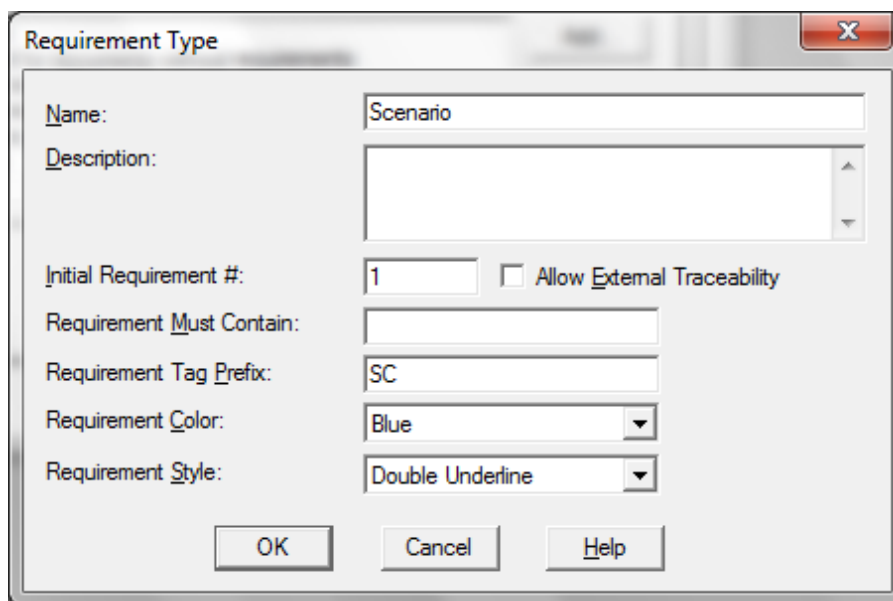 Requirement Type
Name:
Scenario
Description:
Initial Requirement #:
1
Allow External Traceability
Requirement Must Contain:
Requirement Tag Prefix:
SC
Requirement Color:
Blue
Requirement Style:
Double Underline
OK
Cancel
Help